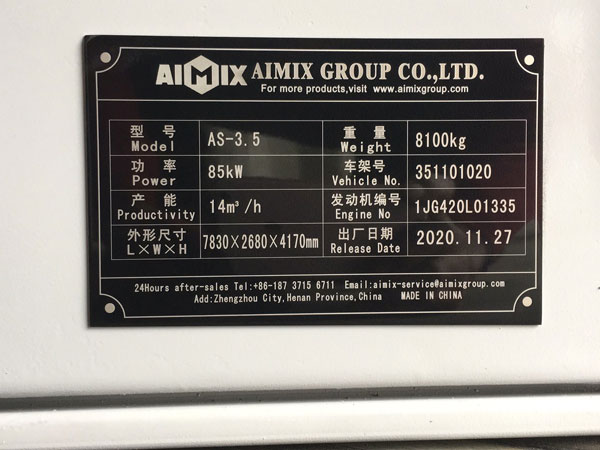 AIMIX AIMIX GROUP CO.,LTD.
For more products,visit www.aimixgroup.com
型 号 Model AS-3.5 重 量 Weight 8100kg
功 率 Power 85kW 车架号 Vehicle No. 351101020
产 能 Productivity 14m³/h 发动机编号 Engine No 1JG420L01335
外形尺寸 L×W×H 7830×2680×4170mm 出厂日期 Release Date 2020.11.27
24Hours after-sales Tel:+86-187 3715 6711 Email:aimix-service@aimixgroup.com
Add:Zhengzhou City,Henan Province,China MADE IN CHINA